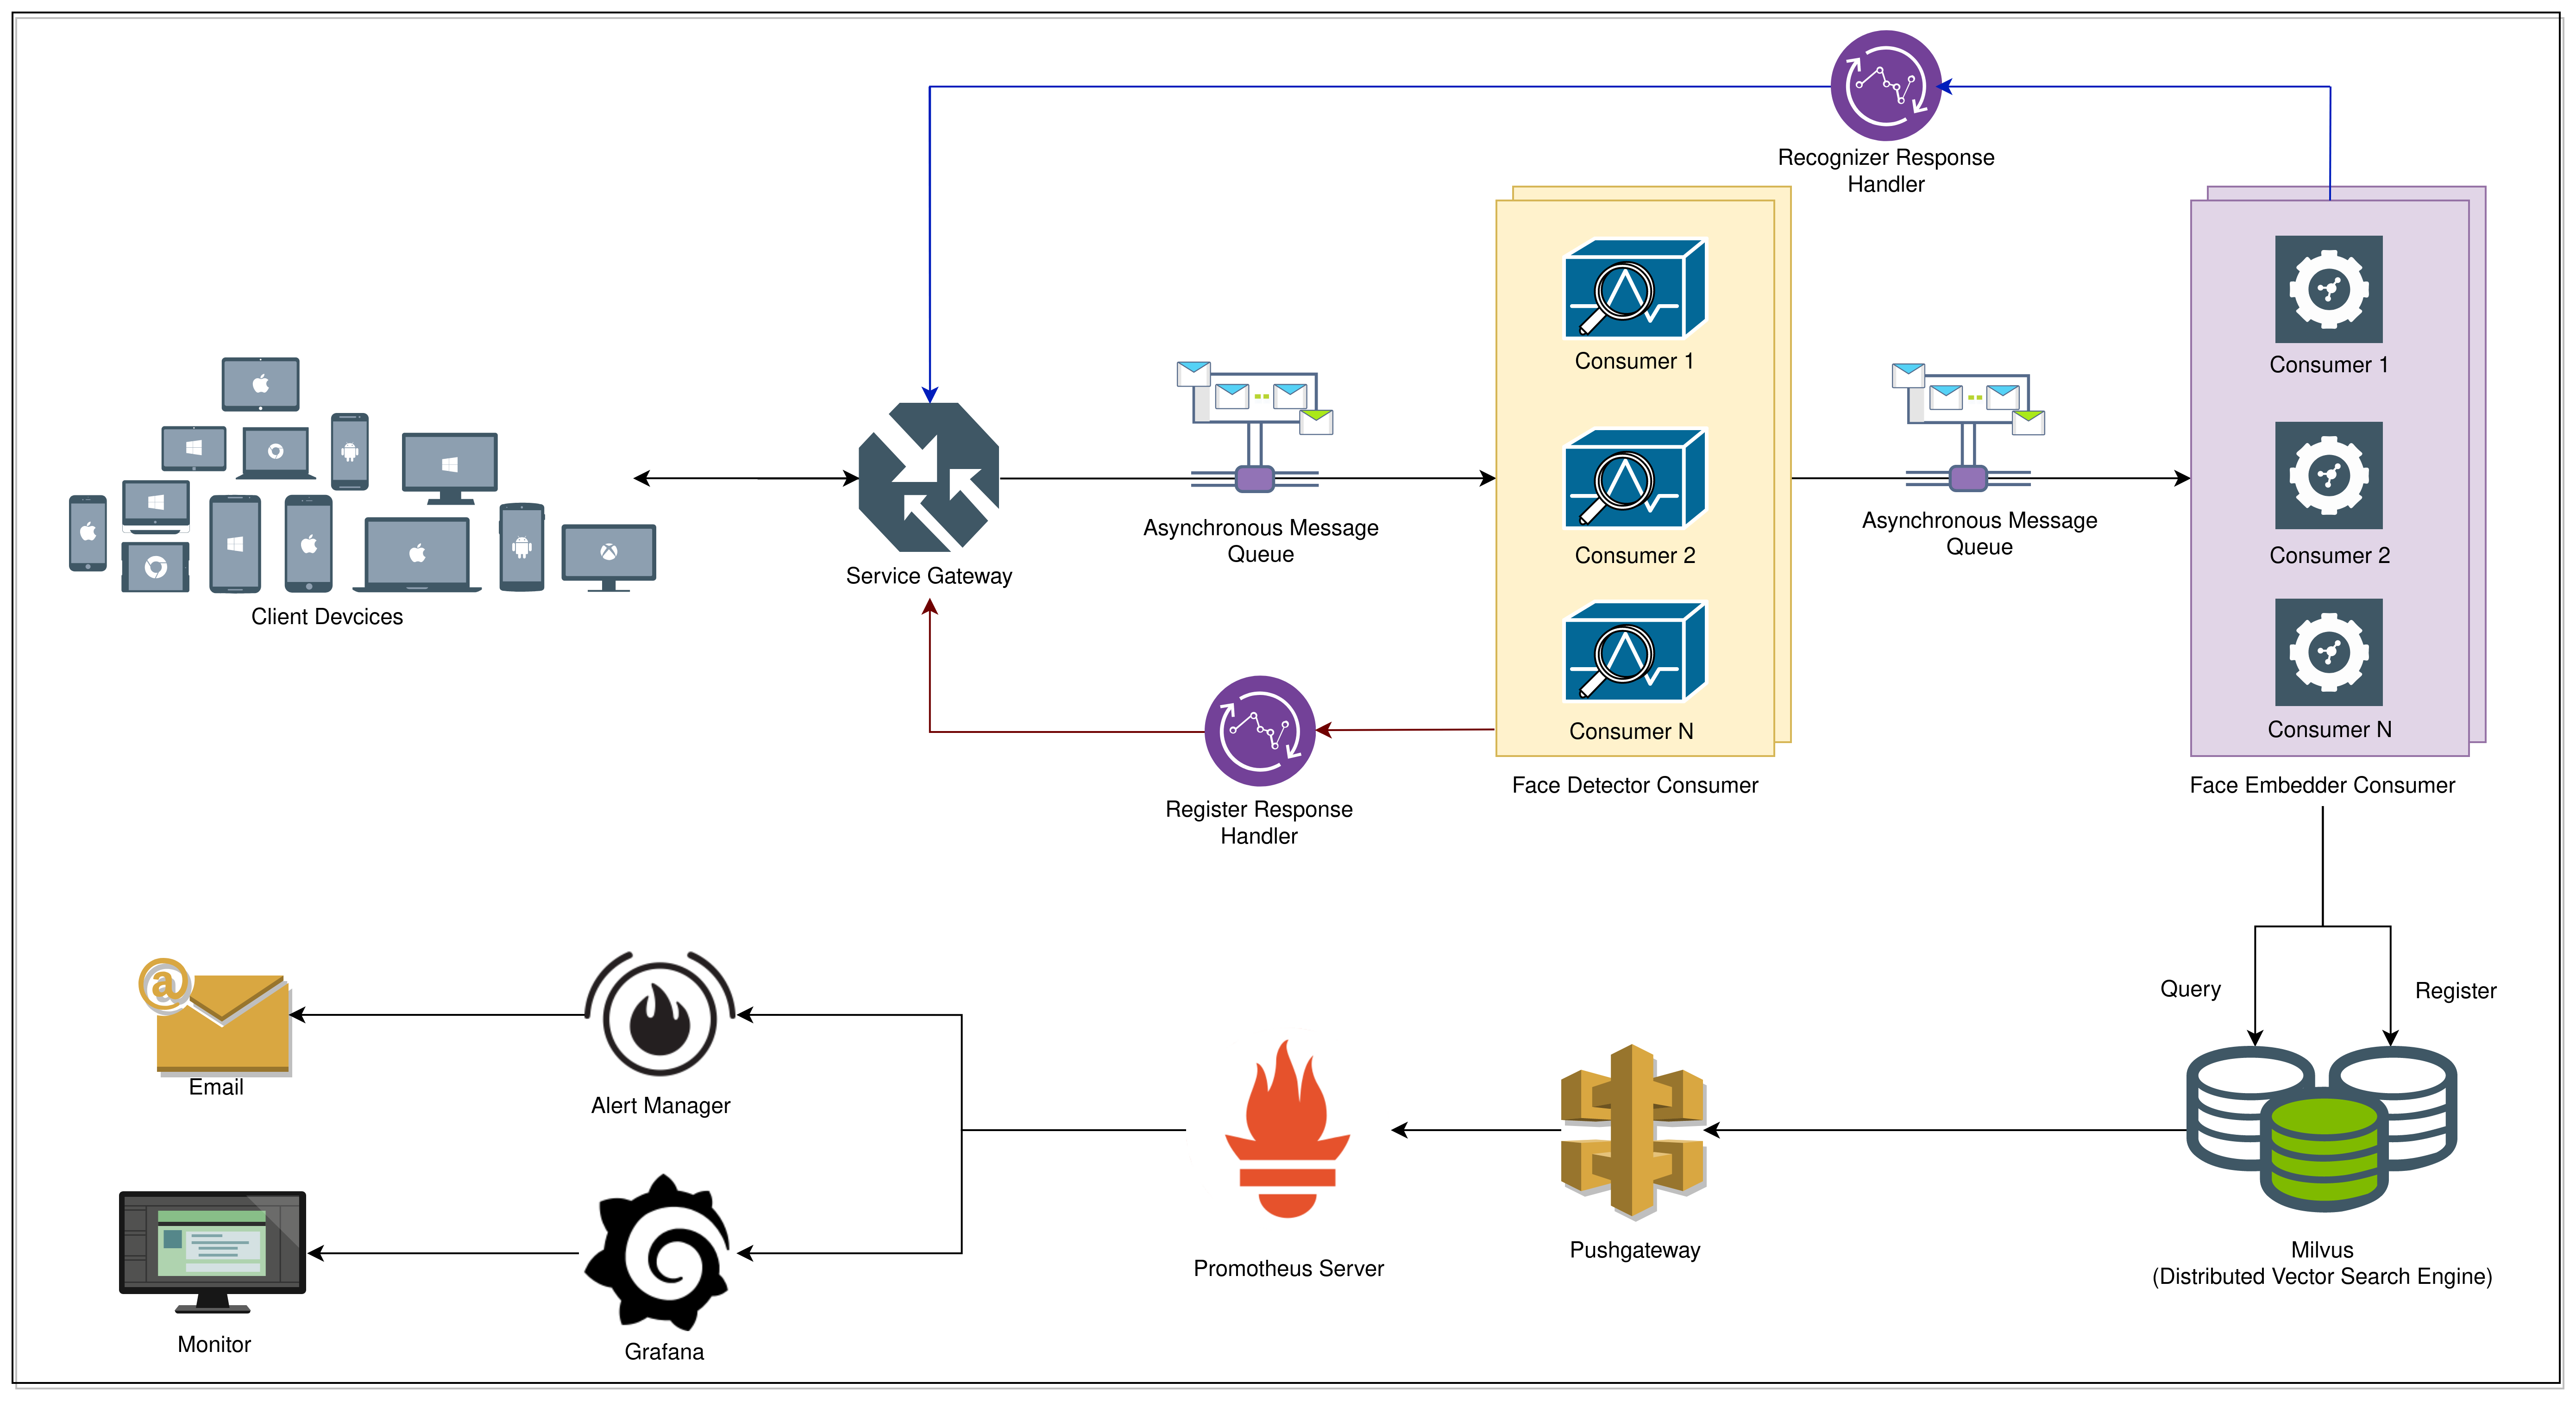 Recognizer Response
Handler
Consumer 1
Consumer 1
Asynchronous Message
Queue
Asynchronous Message
Queue
Consumer 2
Consumer 2
Service Gateway
Client Devcices
Consumer N
Consumer N
Face Detector Consumer
Face Embedder Consumer
Register Response
Handler
Query
Register
@
Email
Alert Manager
Promotheus Server
Pushgateway
Milvus
(Distributed Vector Search Engine)
Monitor
Grafana